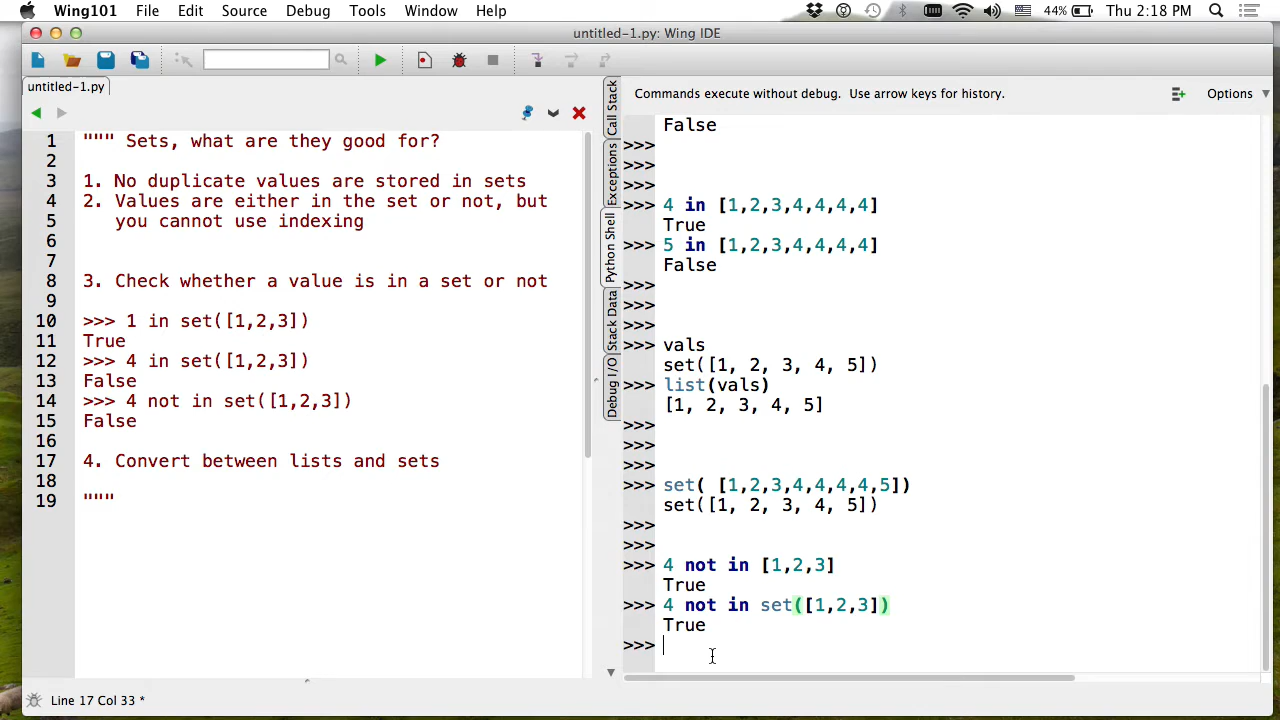 Wing101 File Edit Source Debug Tools Window Help 44% Thu 2:18 PM
untitled-1.py: Wing IDE
untitled-1.py
1 """ Sets, what are they good for?
2
3 1. No duplicate values are stored in sets
4 2. Values are either in the set or not, but
5 you cannot use indexing
6
7
8 3. Check whether a value is in a set or not
9
10 >>> 1 in set([1,2,3])
11 True
12 >>> 4 in set([1,2,3])
13 False
14 >>> 4 not in set([1,2,3])
15 False
16
17 4. Convert between lists and sets
18
19 """
Line 17 Col 33 *
Call Stack
Exceptions
Python Shell
Stack Data
Debug I/O
Commands execute without debug. Use arrow keys for history. Options
False
>>>
>>>
>>>
>>> 4 in [1,2,3,4,4,4,4]
True
>>> 5 in [1,2,3,4,4,4,4]
False
>>>
>>>
>>>
>>> vals
set([1, 2, 3, 4, 5])
>>> list(vals)
[1, 2, 3, 4, 5]
>>>
>>>
>>>
>>> set( [1,2,3,4,4,4,4,5])
set([1, 2, 3, 4, 5])
>>>
>>>
>>> 4 not in [1,2,3]
True
>>> 4 not in set([1,2,3])
True
>>>